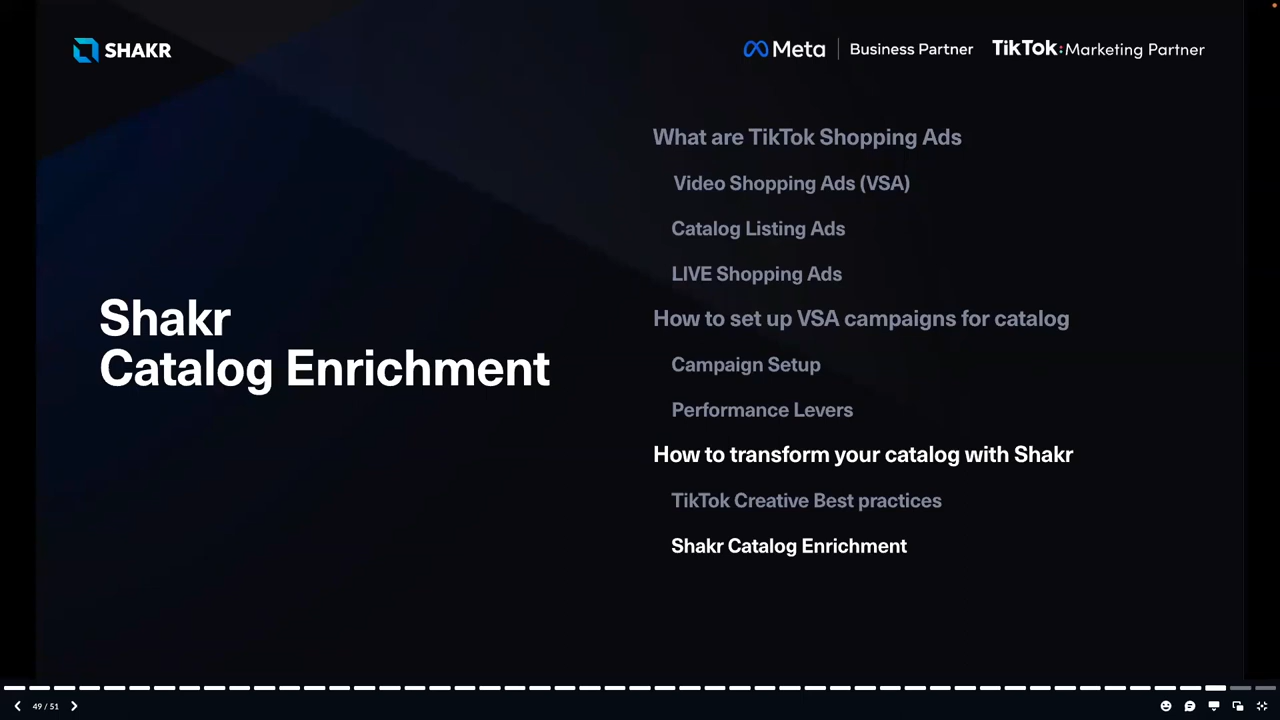 SHAKR
Meta | Business Partner
TikTok: Marketing Partner
Shakr
Catalog Enrichment
What are TikTok Shopping Ads
Video Shopping Ads (VSA)
Catalog Listing Ads
LIVE Shopping Ads
How to set up VSA campaigns for catalog
Campaign Setup
Performance Levers
How to transform your catalog with Shakr
TikTok Creative Best practices
Shakr Catalog Enrichment
49 / 51